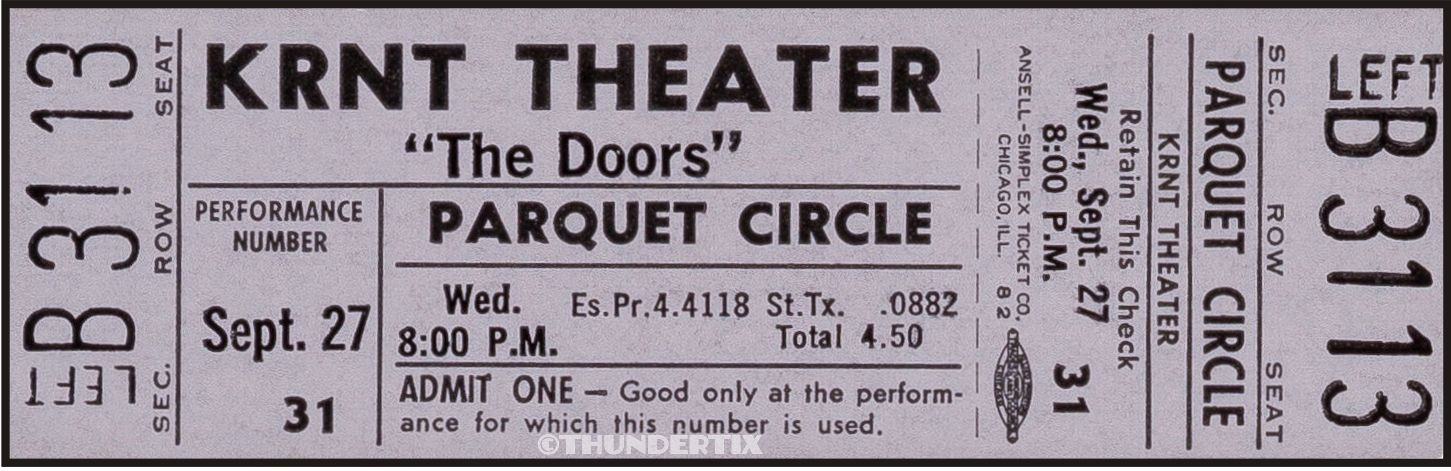 LEFT B 31 13
SEC. ROW SEAT
KRNT THEATER
"The Doors"
PERFORMANCE
NUMBER
Sept. 27
31
PARQUET CIRCLE
Wed.
8:00 P.M.
Es.Pr.4.4118 St.Tx. .0882
Total 4.50
ADMIT ONE — Good only at the perform-
ance for which this number is used.
©THUNDERTIX
ANSELL-SIMPLEX TICKET CO.
CHICAGO, ILL. 82
8:00 P.M. 31
Wed., Sept. 27
Retain This Check
KRNT THEATER
PARQUET CIRCLE
SEC. ROW SEAT
LEFT B 31 13